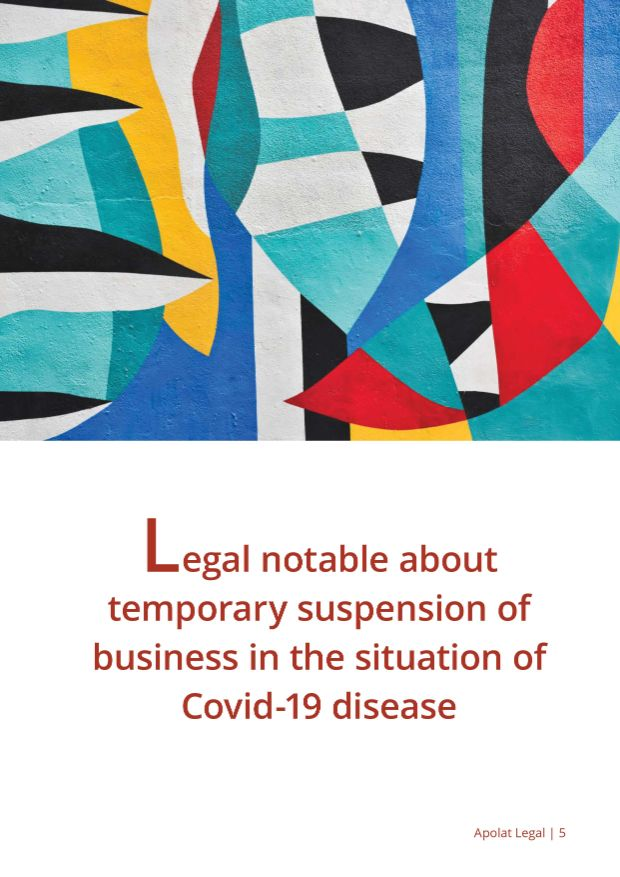 Legal notable about
temporary suspension of
business in the situation of
Covid-19 disease
Apolat Legal | 5